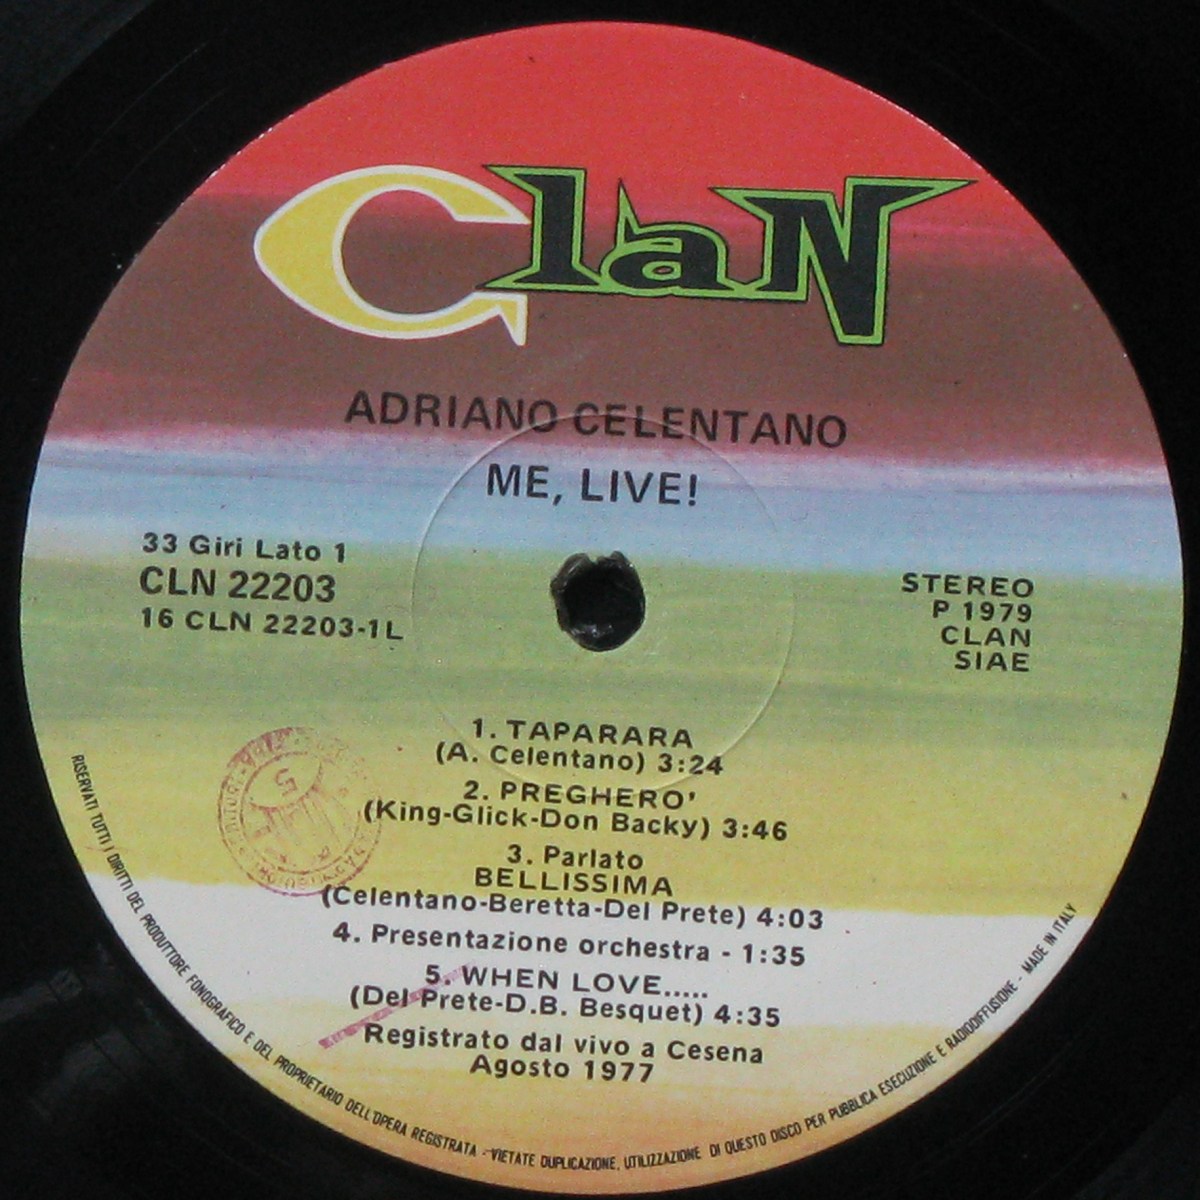 Clan
ADRIANO CELENTANO
ME, LIVE!
33 Giri Lato 1
CLN 22203
16 CLN 22203-1L
STEREO
P 1979
CLAN
SIAE
1. TAPARARA
(A. Celentano) 3:24
2. PREGHERO'
(King-Glick-Don Backy) 3:46
3. Parlato
BELLISSIMA
(Celentano-Beretta-Del Prete) 4:03
4. Presentazione orchestra - 1:35
5. WHEN LOVE.....
(Del Prete-D.B. Besquet) 4:35
Registrato dal vivo a Cesena
Agosto 1977
RISERVATI TUTTI I DIRITTI DEL PRODUTTORE FONOGRAFICO E DEL PROPRIETARIO DELL'OPERA REGISTRATA - VIETATE DUPLICAZIONE, UTILIZZAZIONE DI QUESTO DISCO PER PUBBLICA ESECUZIONE E RADIODIFFUSIONE - MADE IN ITALY